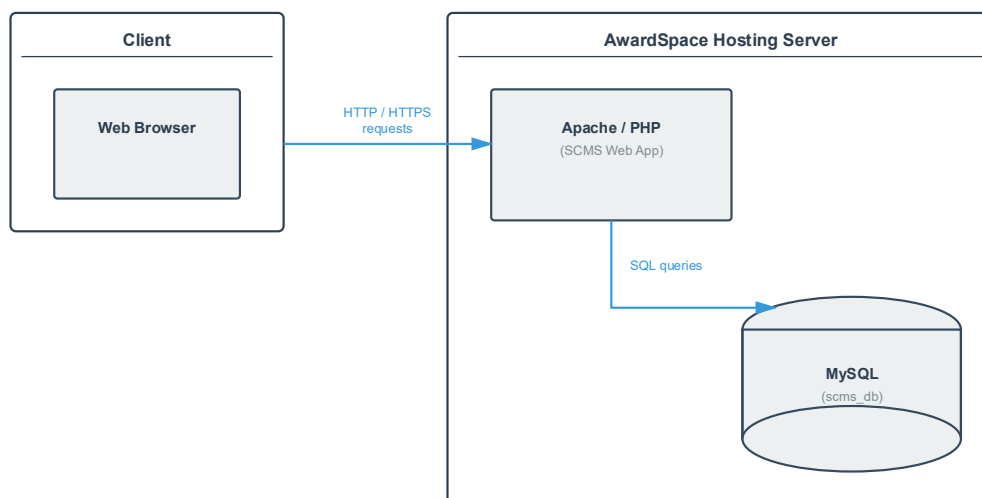 Client
AwardSpace Hosting Server
Web Browser
HTTP / HTTPS
requests
Apache / PHP
(SCMS Web App)
SQL queries
MySQL
(scms_db)